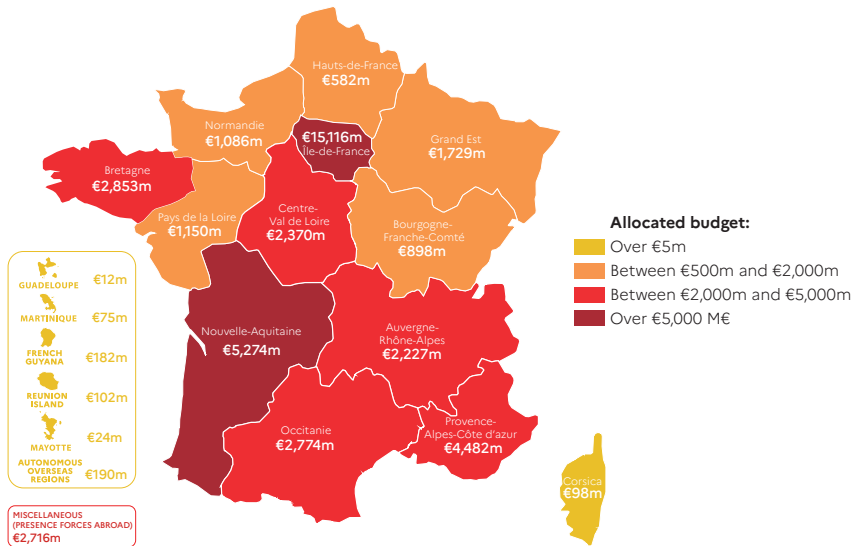 Hauts-de-France
€582m
Normandie
€1,086m
€15,116m
Île-de-France
Grand Est
€1,729m
Bretagne
€2,853m
Pays de la Loire
€1,150m
Centre-
Val de Loire
€2,370m
Bourgogne-
Franche-Comté
€898m
Nouvelle-Aquitaine
€5,274m
Auvergne-
Rhône-Alpes
€2,227m
Occitanie
€2,774m
Provence-
Alpes-Côte d'azur
€4,482m
Corsica
€98m
Allocated budget:
Over €5m
Between €500m and €2,000m
Between €2,000m and €5,000m
Over €5,000 M€
GUADELOUPE
€12m
MARTINIQUE
€75m
FRENCH
GUYANA
€182m
REUNION
ISLAND
€102m
MAYOTTE
€24m
AUTONOMOUS
OVERSEAS
REGIONS
€190m
MISCELLANEOUS
(PRESENCE FORCES ABROAD)
€2,716m